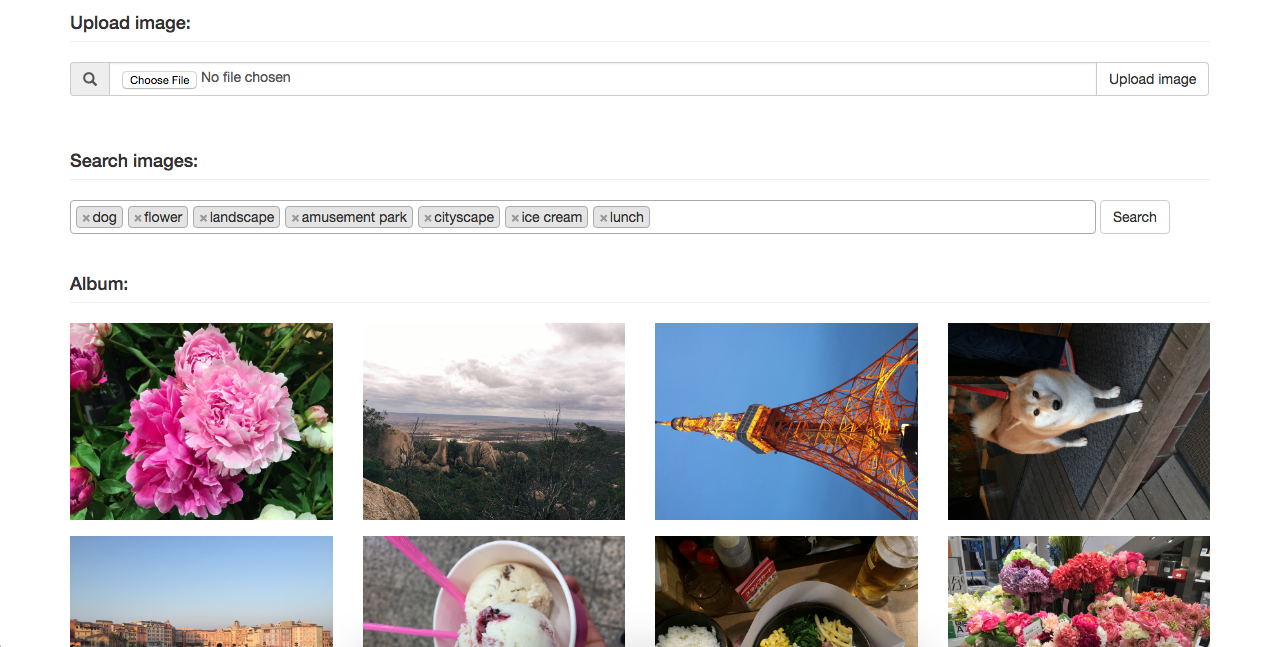 Upload image:
Choose File No file chosen Upload image
Search images:
×dog ×flower ×landscape ×amusement park ×cityscape ×ice cream ×lunch Search
Album: